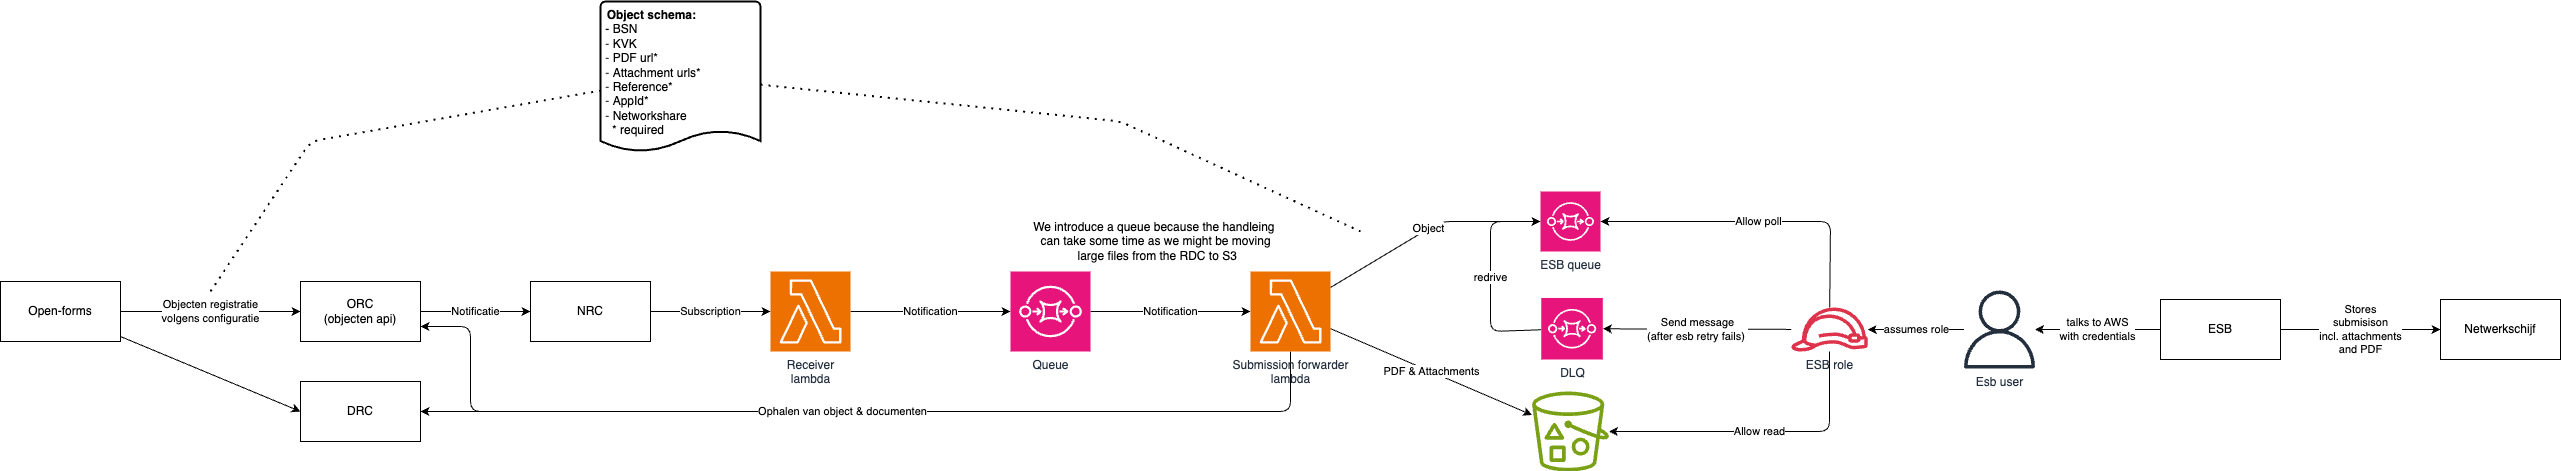 Object schema:
- BSN
- KVK
- PDF url*
- Attachment urls*
- Reference*
- AppId*
- Networkshare
* required
Open-forms
Objecten registratie
volgens configuratie
ORC
(objecten api)
DRC
Notificatie
NRC
Subscription
Receiver
lambda
Notification
We introduce a queue because the handleing
can take some time as we might be moving
large files from the RDC to S3
Queue
Notification
Submission forwarder
lambda
Ophalen van object & documenten
Object
PDF & Attachments
redrive
ESB queue
DLQ
Allow poll
Send message
(after esb retry fails)
Allow read
ESB role
assumes role
Esb user
talks to AWS
with credentials
ESB
Stores
submisison
incl. attachments
and PDF
Netwerkschijf